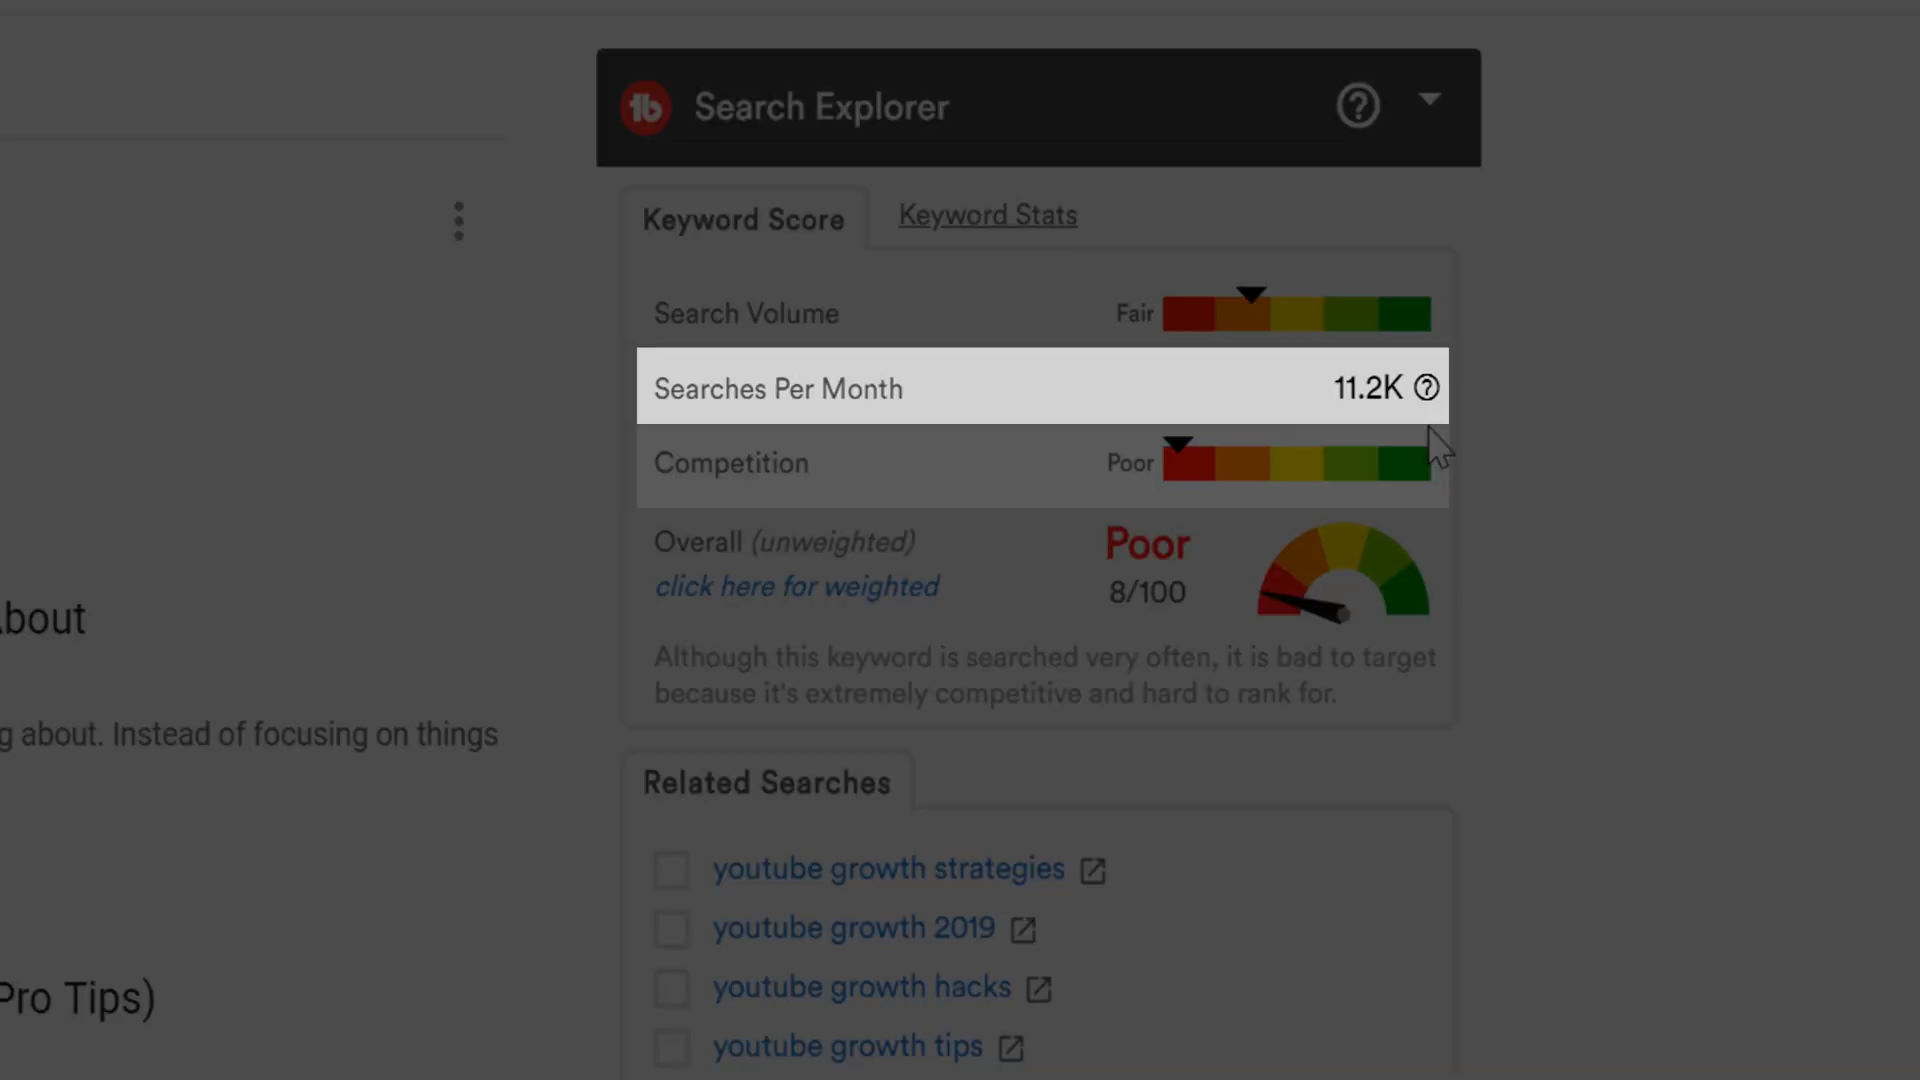 tb Search Explorer
Keyword Score Keyword Stats
Search Volume Fair
Searches Per Month 11.2K ?
Competition Poor
Overall (unweighted) Poor
click here for weighted 8/100
Although this keyword is searched very often, it is bad to target
because it's extremely competitive and hard to rank for.
Related Searches
youtube growth strategies
youtube growth 2019
youtube growth hacks
youtube growth tips
About
about. Instead of focusing on things
Pro Tips)